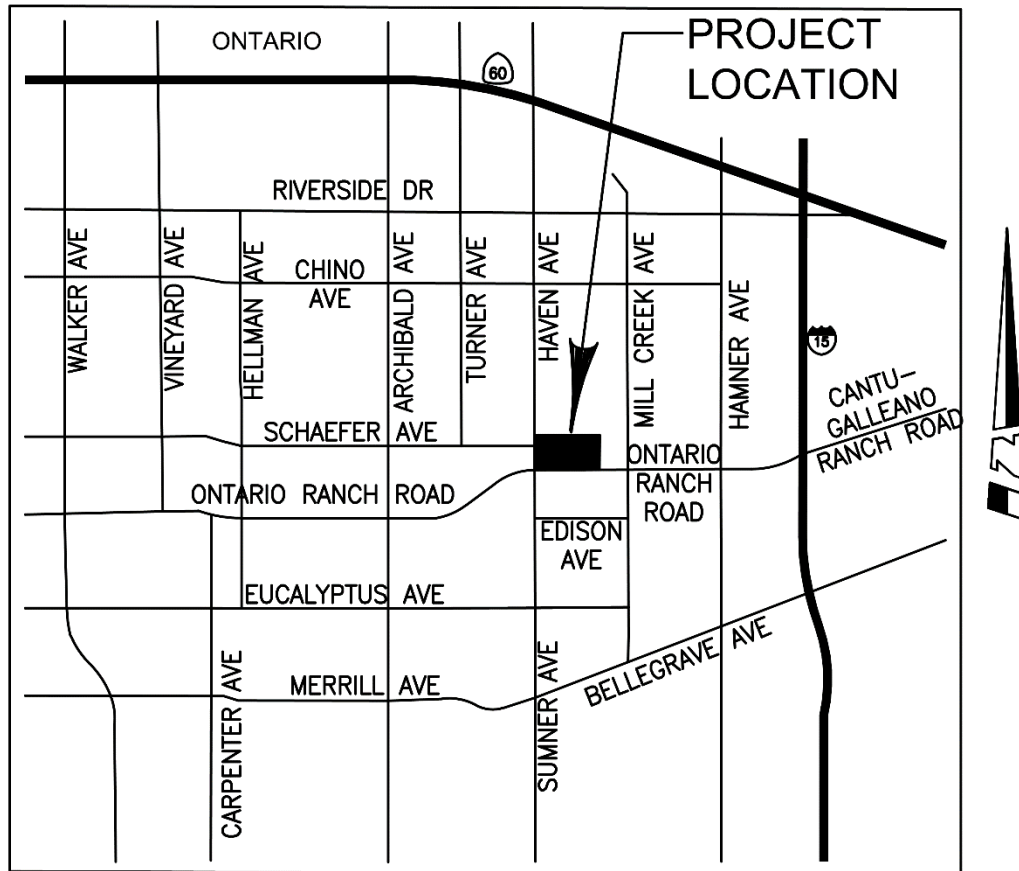 ONTARIO
PROJECT
LOCATION
60
RIVERSIDE DR
WALKER AVE
VINEYARD AVE
HELLMAN AVE
CHINO
AVE
ARCHIBALD AVE
TURNER AVE
HAVEN AVE
MILL CREEK AVE
HAMNER AVE
15
CANTU-
GALLEANO
RANCH ROAD
SCHAEFER AVE
ONTARIO
RANCH
ROAD
ONTARIO RANCH ROAD
EDISON
AVE
EUCALYPTUS AVE
CARPENTER AVE
MERRILL AVE
SUMNER AVE
BELLEGRAVE AVE